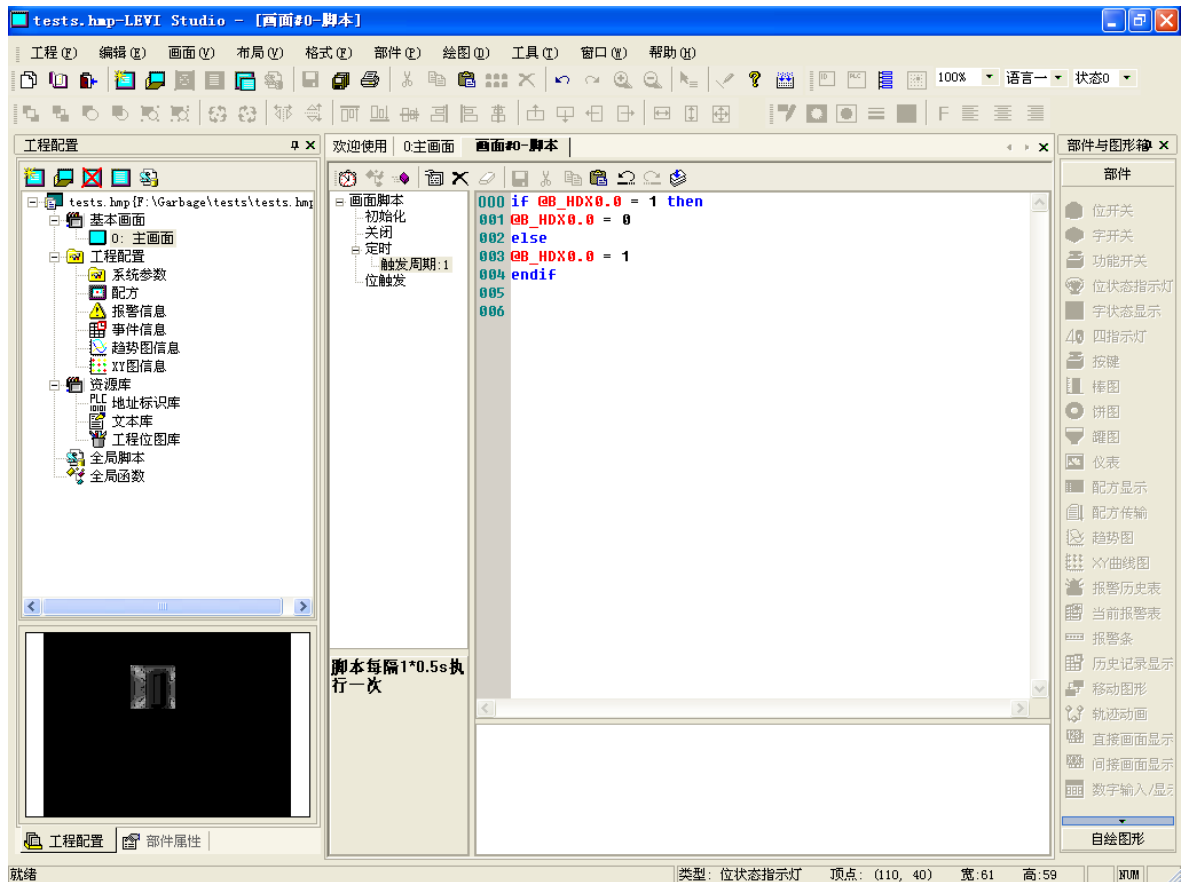 tests.hmp-LEVI Studio - [画面#0-脚本]
工程(F) 编辑(E) 画面(V) 布局(V) 格式(F) 部件(P) 绘图(D) 工具(T) 窗口(W) 帮助(H)
100% 语言一 状态0
工程配置
欢迎使用 0:主画面 画面#0-脚本
部件与图形箱
tests.hmp{F:\Garbage\tests\tests.hmp
基本画面
0: 主画面
工程配置
系统参数
配方
报警信息
事件信息
趋势图信息
XY图信息
资源库
地址标识库
文本库
工程位图库
全局脚本
全局函数
工程配置 部件属性
画面脚本
初始化
关闭
定时
触发周期:1
位触发
脚本每隔1*0.5s执
行一次
000 if @B_HDX0.0 = 1 then
001 @B_HDX0.0 = 0
002 else
003 @B_HDX0.0 = 1
004 endif
005
006
部件
位开关
字开关
功能开关
位状态指示灯
字状态显示
四指示灯
按键
棒图
饼图
罐图
仪表
配方显示
配方传输
趋势图
XY曲线图
报警历史表
当前报警表
报警条
历史记录显示
移动图形
轨迹动画
直接画面显示
间接画面显示
数字输入/显示
自绘图形
就绪 类型: 位状态指示灯 顶点: (110, 40) 宽:61 高:59 NUM